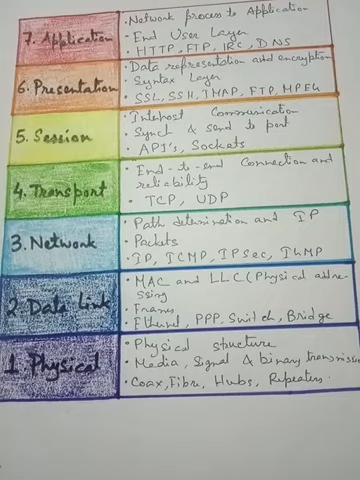 7. Application
• Network process to Application
• End User Layer
• HTTP, FTP, IRC, DNS
6. Presentation
• Data representation and encryption
• Syntax Layer
• SSL, SSH, IMAP, FTP, MPEG
5. Session
• Interhost Communication
• Synch & send to port
• API's, Sockets
4. Transport
• End-to-end Connection and
reliability
• TCP, UDP
3. Network
• Path determination and IP
• Packets
• IP, ICMP, IPSec, IGMP
2. Data Link
• MAC and LLC (Physical addre-
ssing
• Frames
• Ethernet, PPP, Switch, Bridge
1. Physical
• Physical structure
• Media, Signal & binary transmission
• Coax, Fibre, Hubs, Repeaters.